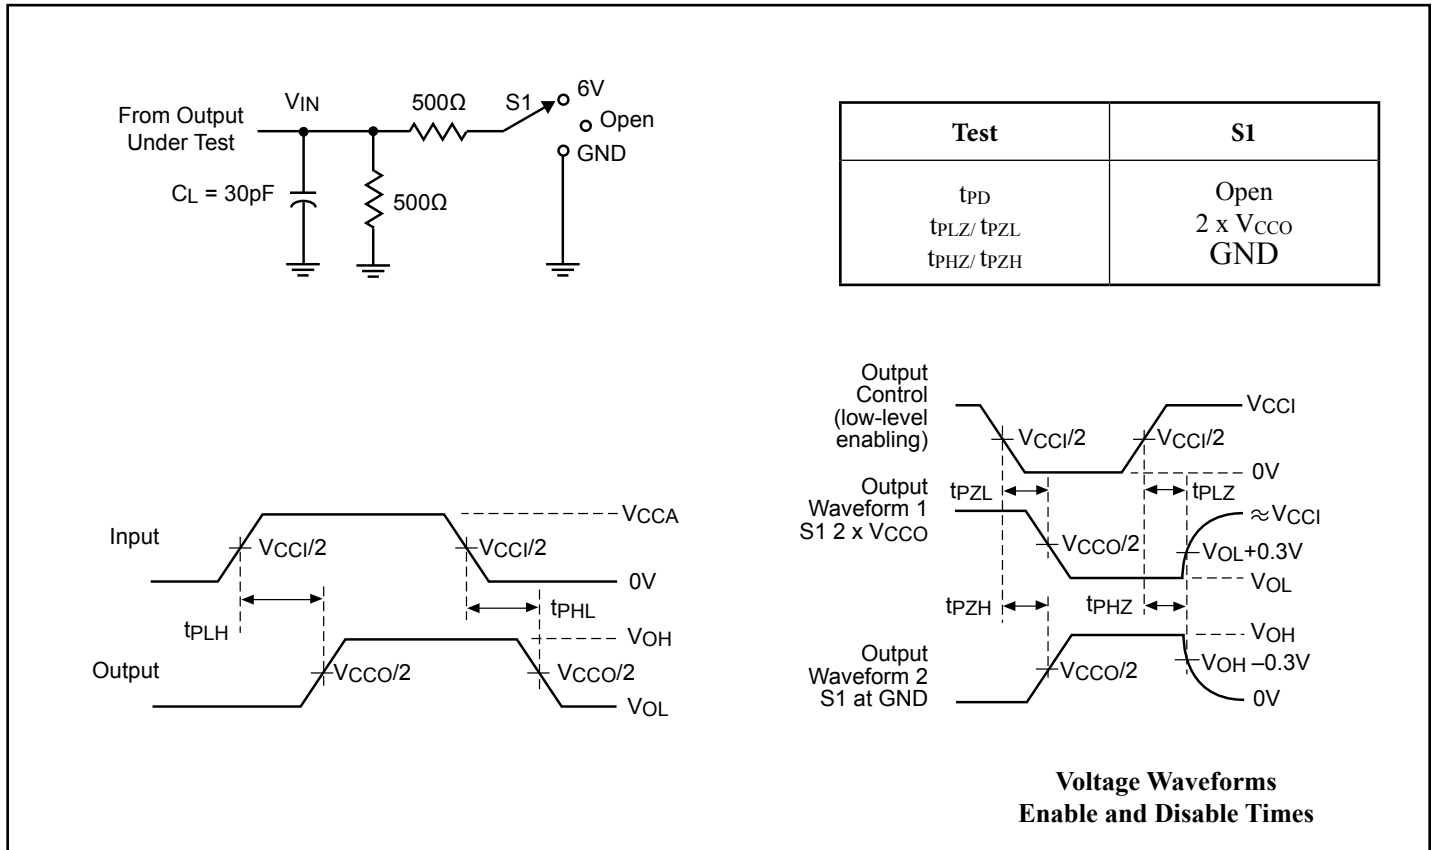 From Output
Under Test
VIN
500Ω
S1
6V
Open
GND
CL = 30pF
500Ω
Test S1
tPD Open
tPLZ/ tPZL 2 x VCCO
tPHZ/ tPZH GND
Input
VCCA
VCCI/2
VCCI/2
0V
tPLH
tPHL
Output
VOH
VCCO/2
VCCO/2
VOL
Output
Control
(low-level
enabling)
VCCI
VCCI/2
VCCI/2
0V
Output
Waveform 1
S1 2 x VCCO
tPZL
tPLZ
≈VCCI
VCCO/2
VOL+0.3V
VOL
tPZH
tPHZ
Output
Waveform 2
S1 at GND
VOH
VCCO/2
VOH –0.3V
0V
Voltage Waveforms
Enable and Disable Times